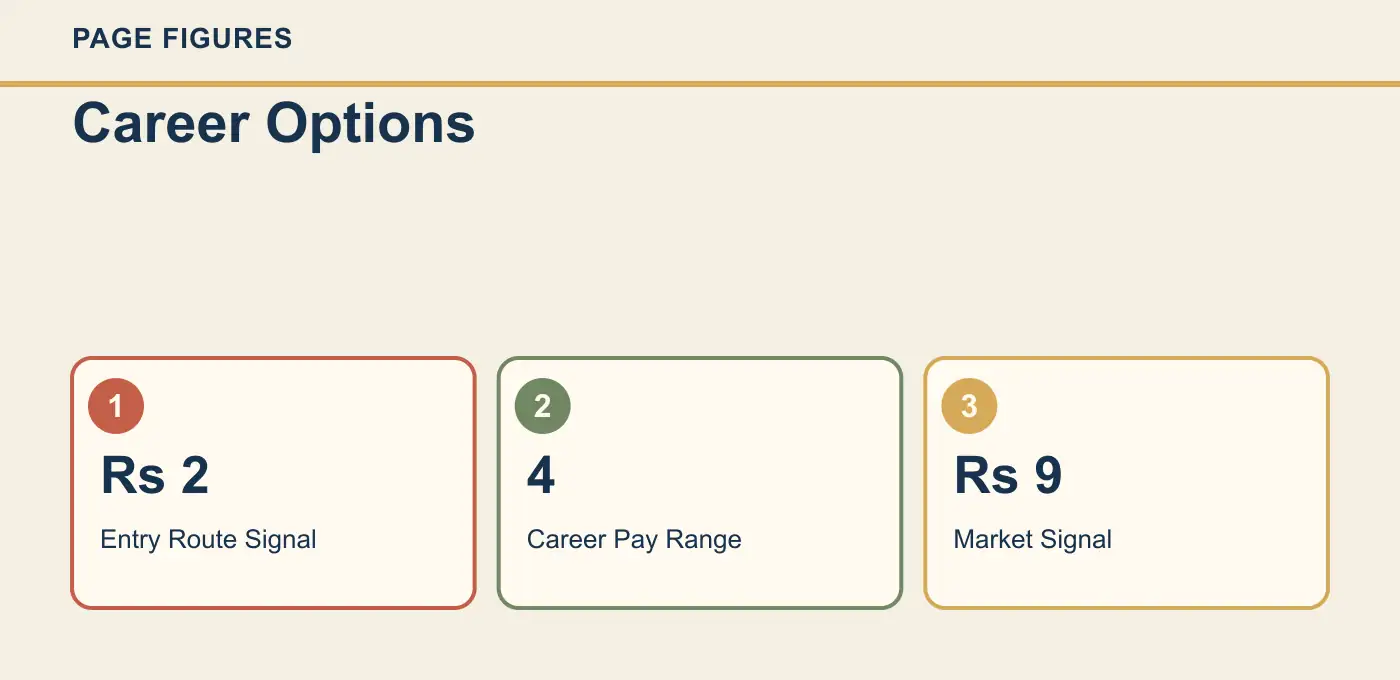 PAGE FIGURES
Career Options
1
Rs 2
Entry Route Signal
2
4
Career Pay Range
3
Rs 9
Market Signal